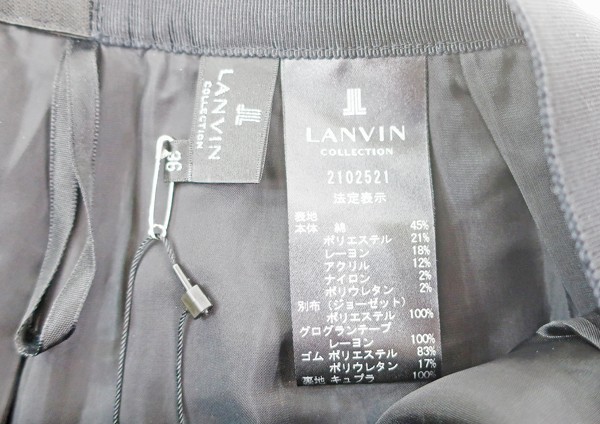 LANVIN
COLLECTION
36
LANVIN
COLLECTION
2102521
法定表示
表地
本体 綿 45%
ポリエステル 21%
レーヨン 18%
アクリル 12%
ナイロン 2%
ポリウレタン 2%
別布(ジョーゼット)
ポリエステル 100%
グログランテープ
レーヨン 100%
ゴム ポリエステル 83%
ポリウレタン 17%
裏地 キュプラ 100%